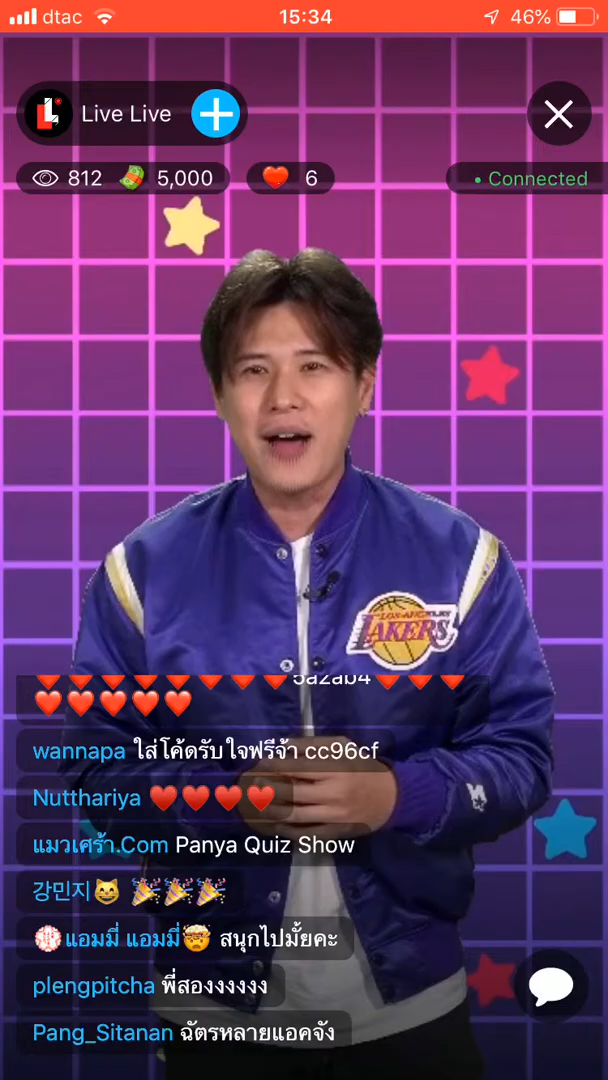 dtac 15:34 46%
Live Live
812 5,000 6 • Connected
LOS ANGELES
LAKERS
5a2ab4
wannapa ใส่โค้ดรับใจฟรีจ้า cc96cf
Nutthariya ❤️❤️❤️❤️
แมวเศร้า.Com Panya Quiz Show
강민지😸 🎉🎉🎉
⚾แอมมี่ แอมมี่🤯 สนุกไปมั้ยคะ
plengpitcha พี่สองงงงงง
Pang_Sitanan ฉัตรหลายแอคจัง